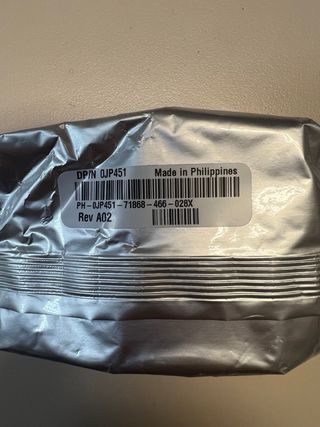 DP/N 0JP451 Made in Philippines
PH-0JP451-71868-466-028X
Rev A02